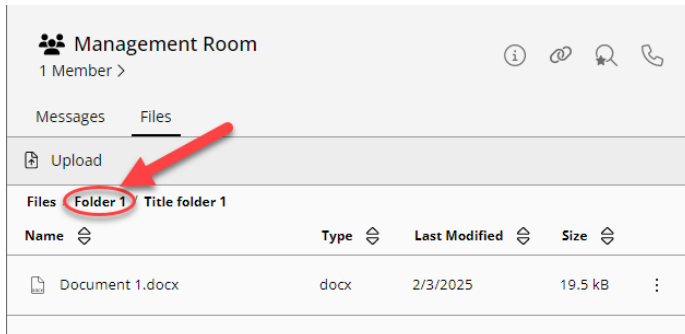 Management Room
1 Member >
Messages Files
Upload
Files / Folder 1 / Title folder 1
Name Type Last Modified Size
Document 1.docx docx 2/3/2025 19.5 kB